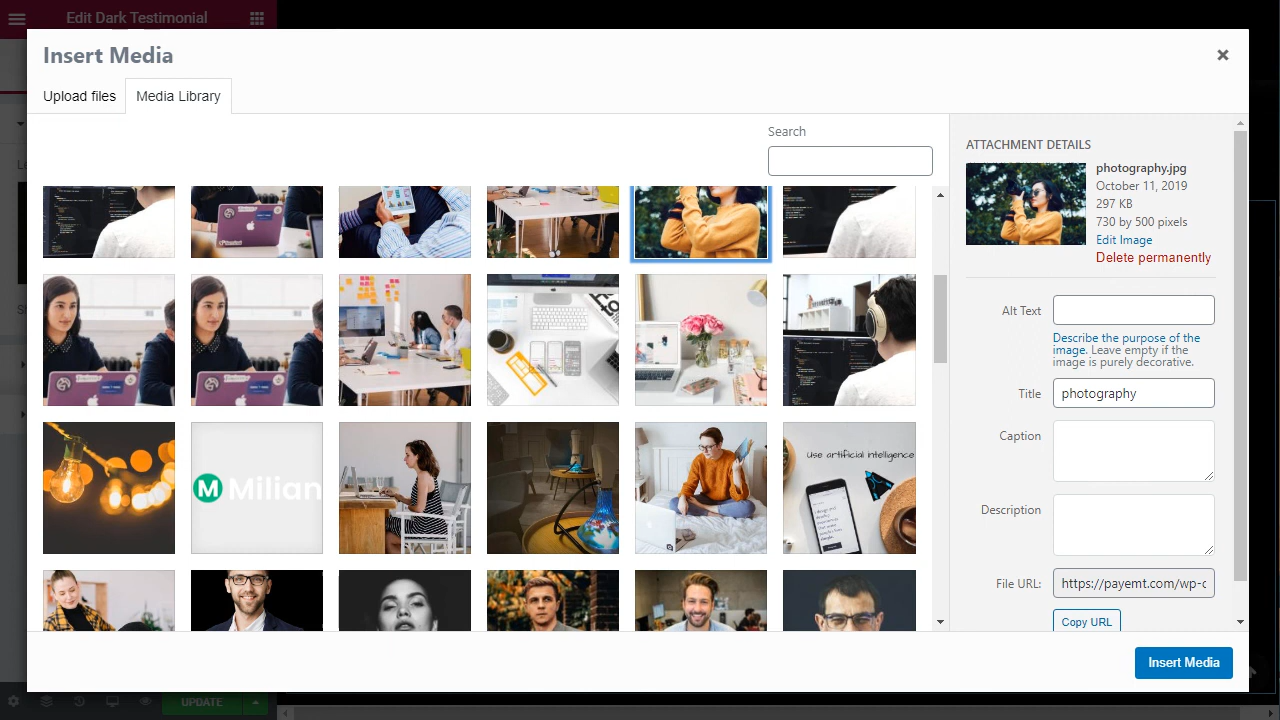 Edit Dark Testimonial
Insert Media
Upload files
Media Library
Search
ATTACHMENT DETAILS
photography.jpg
October 11, 2019
297 KB
730 by 500 pixels
Edit Image
Delete permanently
Alt Text
Describe the purpose of the
image. Leave empty if the
image is purely decorative.
Title
photography
Caption
Description
File URL:
https://payemt.com/wp-c
Copy URL
Milian
Use artificial intelligence
Insert Media
UPDATE